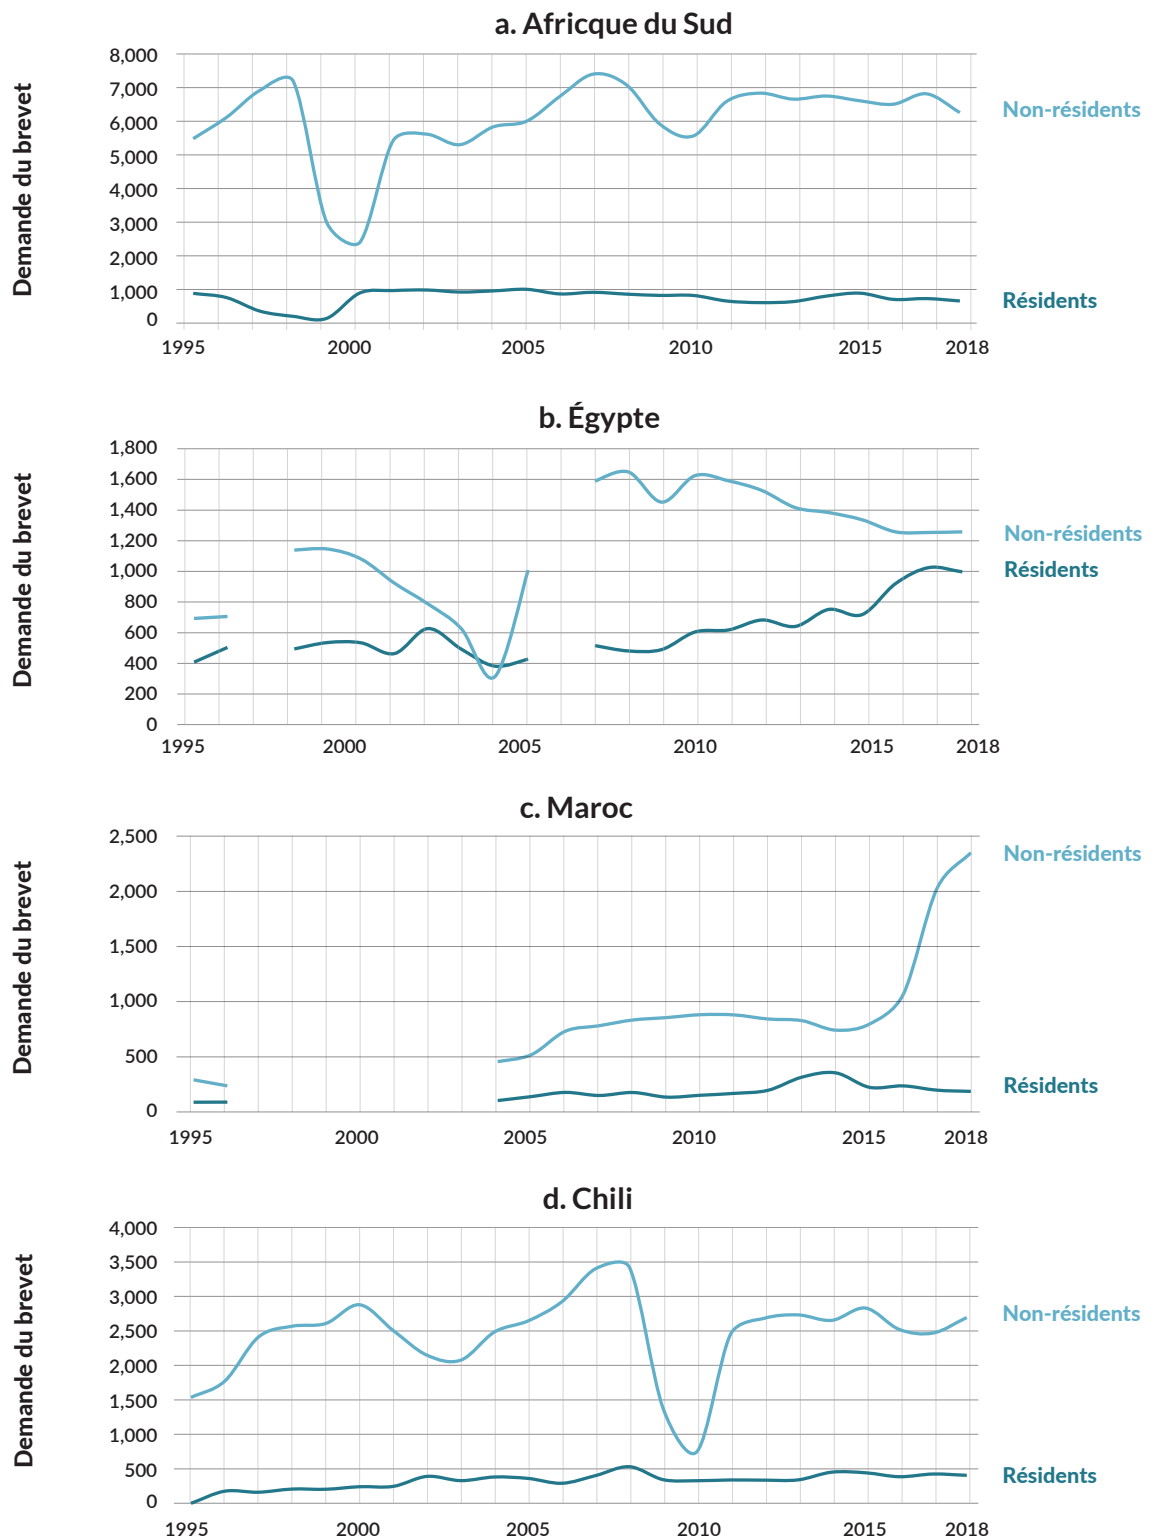 a. Africque du Sud
Demande du brevet
8,000
7,000
6,000
5,000
4,000
3,000
2,000
1,000
0
Non-résidents
Résidents
1995 2000 2005 2010 2015 2018
b. Égypte
Demande du brevet
1,800
1,600
1,400
1,200
1,000
800
600
400
200
0
Non-résidents
Résidents
1995 2000 2005 2010 2015 2018
c. Maroc
Demande du brevet
2,500
2,000
1,500
1,000
500
0
Non-résidents
Résidents
1995 2000 2005 2010 2015 2018
d. Chili
Demande du brevet
4,000
3,500
3,000
2,500
2,000
1,500
1,000
500
0
Non-résidents
Résidents
1995 2000 2005 2010 2015 2018